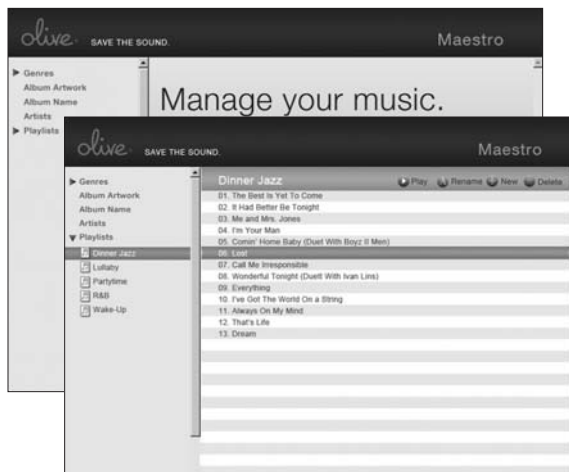 olive. SAVE THE SOUND. Maestro
Genres
Album Artwork
Album Name
Artists
Playlists
Manage your music.
olive. SAVE THE SOUND. Maestro
Genres
Album Artwork
Album Name
Artists
Playlists
Dinner Jazz
Lullaby
Partytime
R&B
Wake-Up
Dinner Jazz Play Rename New Delete
01. The Best Is Yet To Come
02. It Had Better Be Tonight
03. Me and Mrs. Jones
04. I'm Your Man
05. Comin' Home Baby (Duet With Boyz II Men)
06. Lost
07. Call Me Irresponsible
08. Wonderful Tonight (Duett With Ivan Lins)
09. Everything
10. I've Got The World On a String
11. Always On My Mind
12. That's Life
13. Dream